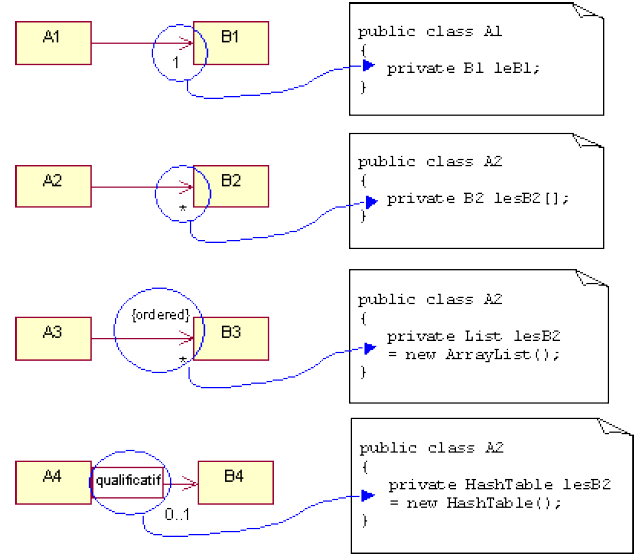 A1
B1
1
public class A1
{
private B1 leB1;
}
A2
B2
*
public class A2
{
private B2 lesB2[];
}
A3
{ordered}
B3
*
public class A2
{
private List lesB2
= new ArrayList();
}
A4
qualificatif
B4
0..1
public class A2
{
private HashTable lesB2
= new HashTable();
}